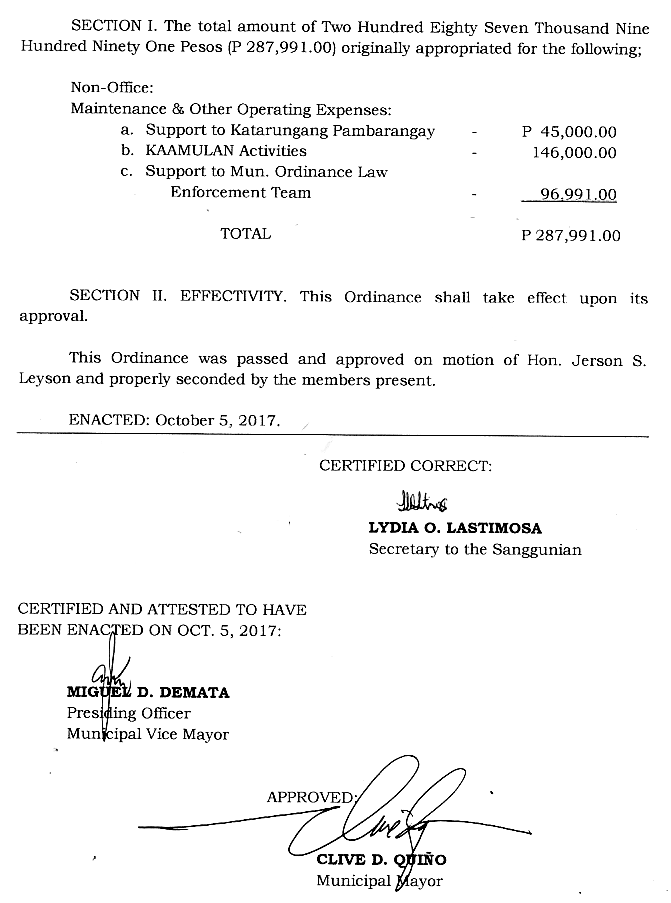 SECTION I. The total amount of Two Hundred Eighty Seven Thousand Nine
Hundred Ninety One Pesos (P 287,991.00) originally appropriated for the following;
Non-Office:
Maintenance & Other Operating Expenses:
a. Support to Katarungang Pambarangay - P 45,000.00
b. KAAMULAN Activities - 146,000.00
c. Support to Mun. Ordinance Law
Enforcement Team - 96,991.00
TOTAL P 287,991.00
SECTION II. EFFECTIVITY. This Ordinance shall take effect upon its
approval.
This Ordinance was passed and approved on motion of Hon. Jerson S.
Leyson and properly seconded by the members present.
ENACTED: October 5, 2017.
CERTIFIED CORRECT:
LYDIA O. LASTIMOSA
Secretary to the Sanggunian
CERTIFIED AND ATTESTED TO HAVE
BEEN ENACTED ON OCT. 5, 2017:
MIGUEL D. DEMATA
Presiding Officer
Municipal Vice Mayor
APPROVED:
CLIVE D. QUIÑO
Municipal Mayor